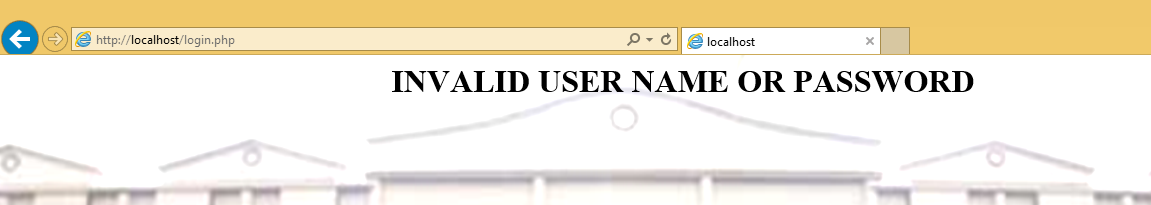 http://localhost/login.php
localhost
INVALID USER NAME OR PASSWORD